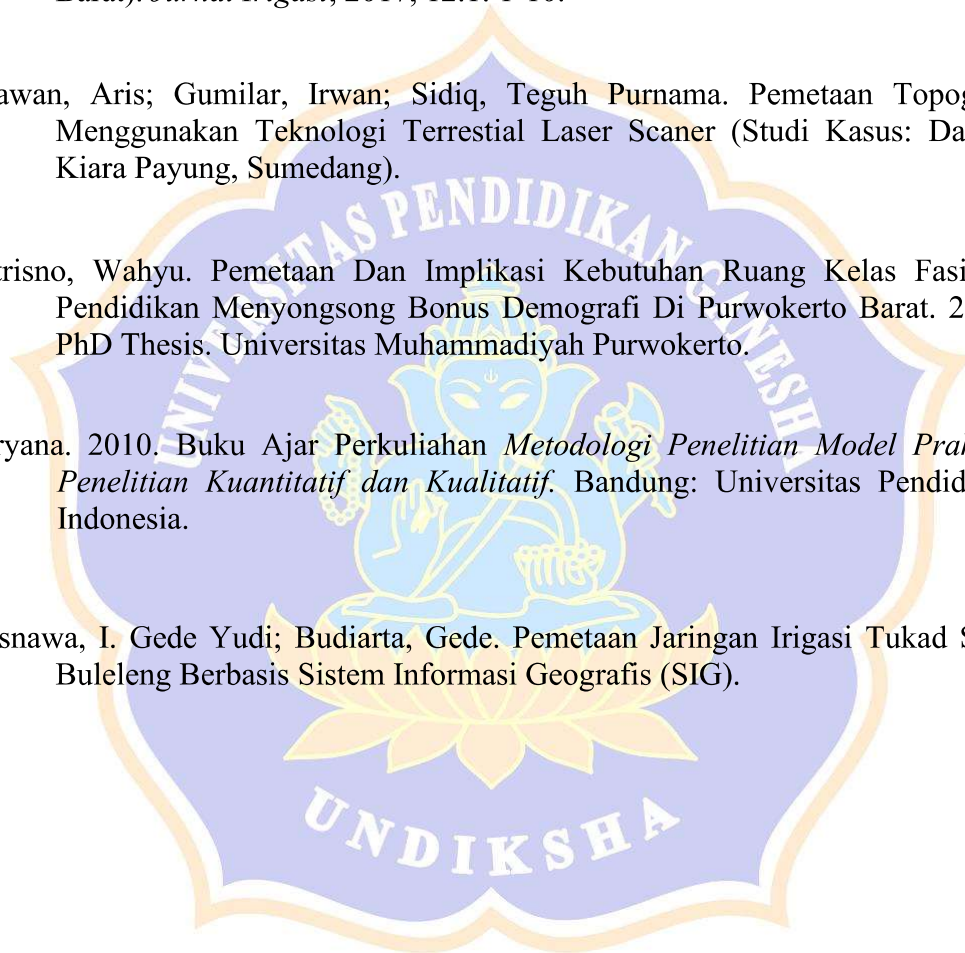 Barat). Jurnal Irigasi, 2017, 12.1: 1-10.
awan, Aris; Gumilar, Irwan; Sidiq, Teguh Purnama. Pemetaan Topog
Menggunakan Teknologi Terrestial Laser Scaner (Studi Kasus: Da
Kiara Payung, Sumedang).
trisno, Wahyu. Pemetaan Dan Implikasi Kebutuhan Ruang Kelas Fasi
Pendidikan Menyongsong Bonus Demografi Di Purwokerto Barat. 2
PhD Thesis. Universitas Muhammadiyah Purwokerto.
ryana. 2010. Buku Ajar Perkuliahan Metodologi Penelitian Model Pra
Penelitian Kuantitatif dan Kualitatif. Bandung: Universitas Pendid
Indonesia.
snawa, I. Gede Yudi; Budiarta, Gede. Pemetaan Jaringan Irigasi Tukad S
Buleleng Berbasis Sistem Informasi Geografis (SIG).
UNIVERSITAS PENDIDIKAN GANESH
UNDIKSHA